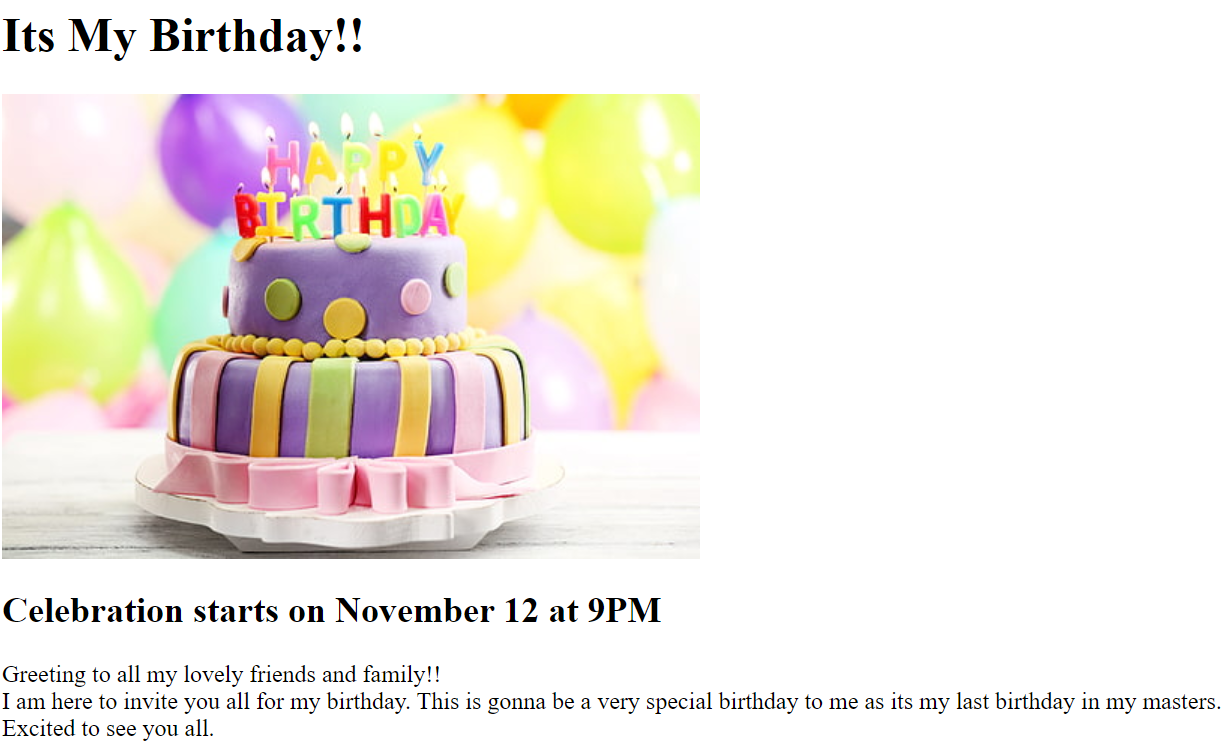 Its My Birthday!!
HAPPY
BIRTHDAY
Celebration starts on November 12 at 9PM
Greeting to all my lovely friends and family!!
I am here to invite you all for my birthday. This is gonna be a very special birthday to me as its my last birthday in my masters.
Excited to see you all.